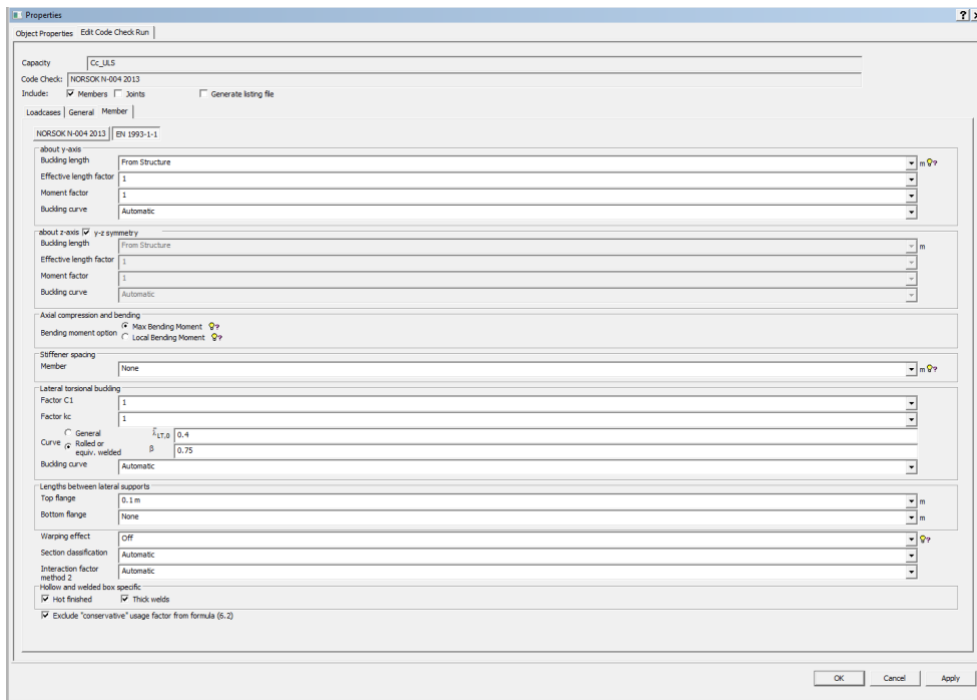 Properties
Object Properties Edit Code Check Run
Capacity Cc_ULS
Code Check: NORSOK N-004 2013
Include: Members Joints Generate listing file
Loadcases General Member
NORSOK N-004 2013 EN 1993-1-1
about y-axis
Buckling length From Structure m
Effective length factor 1
Moment factor 1
Buckling curve Automatic
about z-axis y-z symmetry
Buckling length From Structure m
Effective length factor 1
Moment factor 1
Buckling curve Automatic
Axial compression and bending
Bending moment option Max Bending Moment
Local Bending Moment
Stiffener spacing
Member None m
Lateral torsional buckling
Factor C1 1
Factor kc 1
Curve General
Rolled or
equiv. welded
λ̄LT,0 0.4
β 0.75
Buckling curve Automatic
Lengths between lateral supports
Top flange 0.1 m m
Bottom flange None m
Warping effect Off
Section classification Automatic
Interaction factor
method 2 Automatic
Hollow and welded box specific
Hot finished Thick welds
Exclude "conservative" usage factor from formula (6.2)
OK Cancel Apply